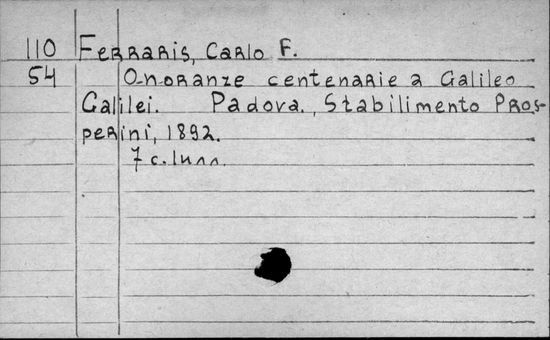 110 Ferraris, Carlo F.
54 Onoranze centenarie a Galileo
Galilei. Padova., Stabilimento Pros-
perini, 1892.
7 c. lunn.